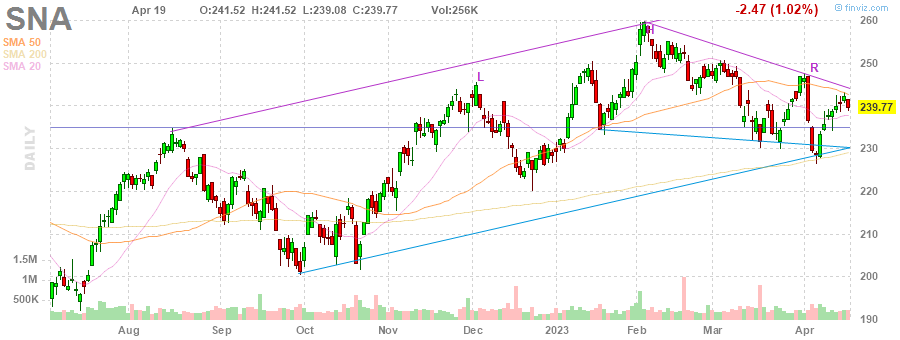 SNA
Apr 19 O:241.52 H:241.52 L:239.08 C:239.77 Vol:256K -2.47 (1.02%)
© finviz.com
SMA 50
SMA 200
SMA 20
DAILY
1.5M
1M
500K
L
H
R
260
250
239.77
230
220
210
200
190
Aug Sep Oct Nov Dec 2023 Feb Mar Apr